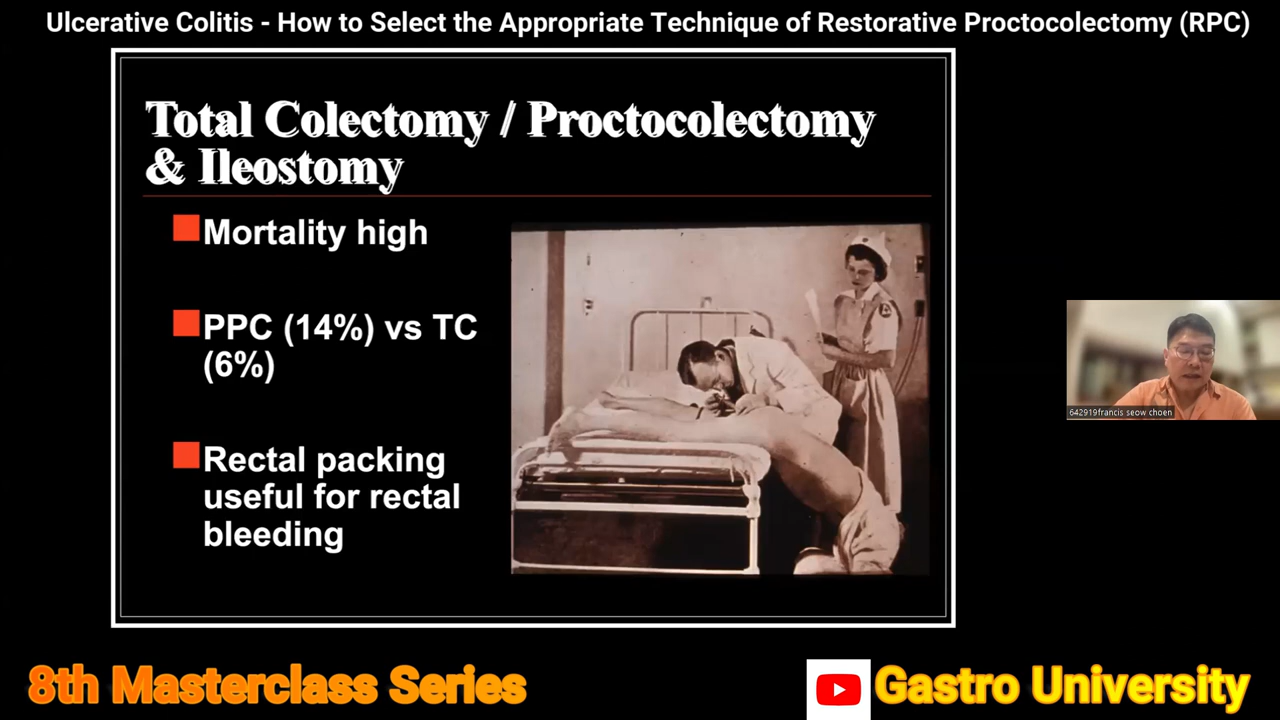 Ulcerative Colitis - How to Select the Appropriate Technique of Restorative Proctocolectomy (RPC)
Total Colectomy / Proctocolectomy
& Ileostomy
Mortality high
PPC (14%) vs TC
(6%)
Rectal packing
useful for rectal
bleeding
642919francis seow choen
8th Masterclass Series
Gastro University